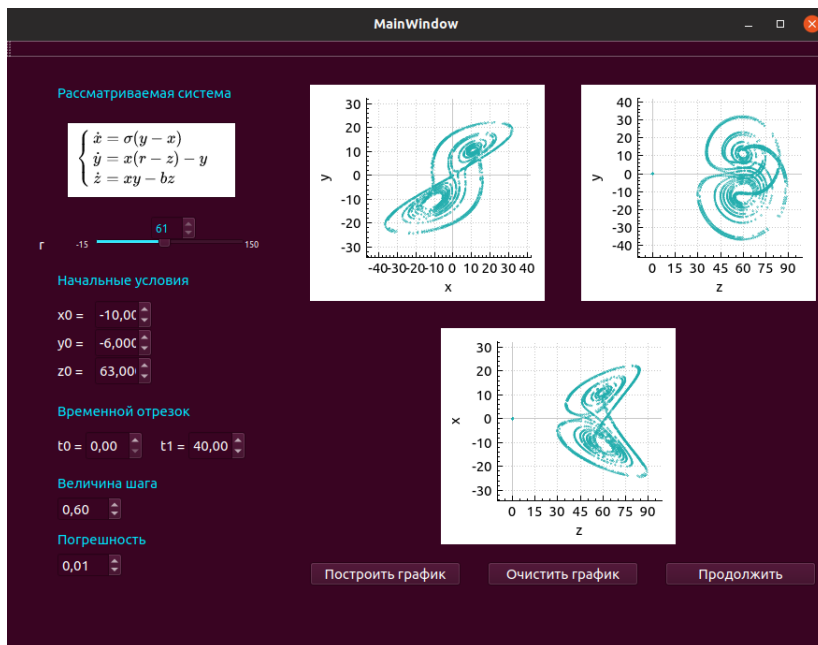 MainWindow
Рассматриваемая система
ẋ = σ(y − x)
ẏ = x(r − z) − y
ż = xy − bz
61
r -15 150
Начальные условия
x0 = -10,00
y0 = -6,000
z0 = 63,00
Временной отрезок
t0 = 0,00 t1 = 40,00
Величина шага
0,60
Погрешность
0,01
30
20
10
0
-10
-20
-30
y
-40 -30 -20 -10 0 10 20 30 40
x
40
30
20
10
0
-10
-20
-30
-40
y
0 15 30 45 60 75 90
z
30
20
10
0
-10
-20
-30
x
0 15 30 45 60 75 90
z
Построить график Очистить график Продолжить